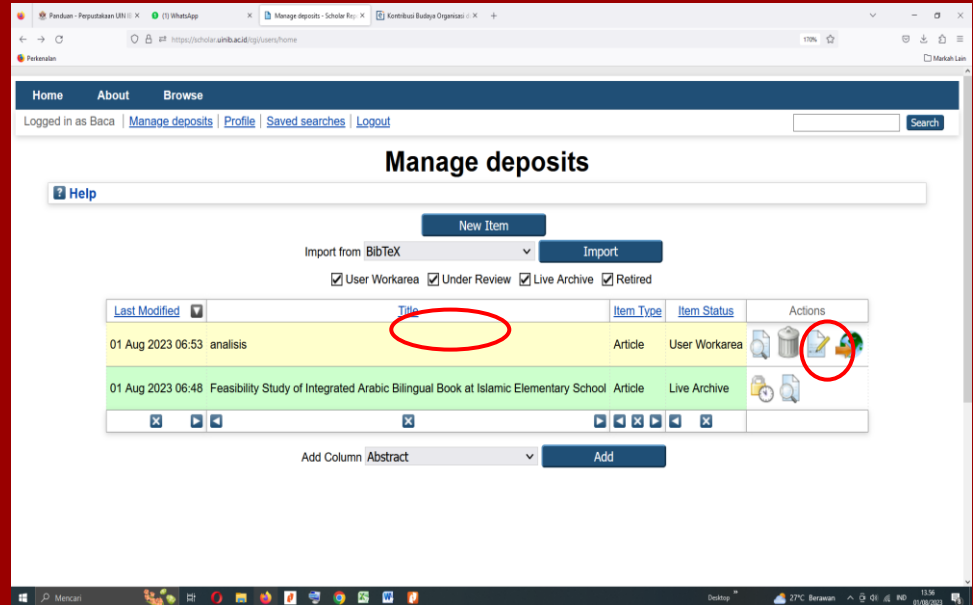 Panduan - Perpustakaan UIN I
(1) WhatsApp
Manage deposits - Scholar Rep
Kontribusi Budaya Organisasi
https://scholar.uinib.ac.id/cgi/users/home
170%
Perkenalan
Markah Lain
Home About Browse
Logged in as Baca | Manage deposits | Profile | Saved searches | Logout
Search
Manage deposits
? Help
New Item
Import from BibTeX
Import
User Workarea Under Review Live Archive Retired
Last Modified Title Item Type Item Status Actions
01 Aug 2023 06:53 analisis Article User Workarea
01 Aug 2023 06:48 Feasibility Study of Integrated Arabic Bilingual Book at Islamic Elementary School Article Live Archive
Add Column Abstract
Add
Mencari
Desktop
27°C Berawan
IND
13.56
01/08/2023